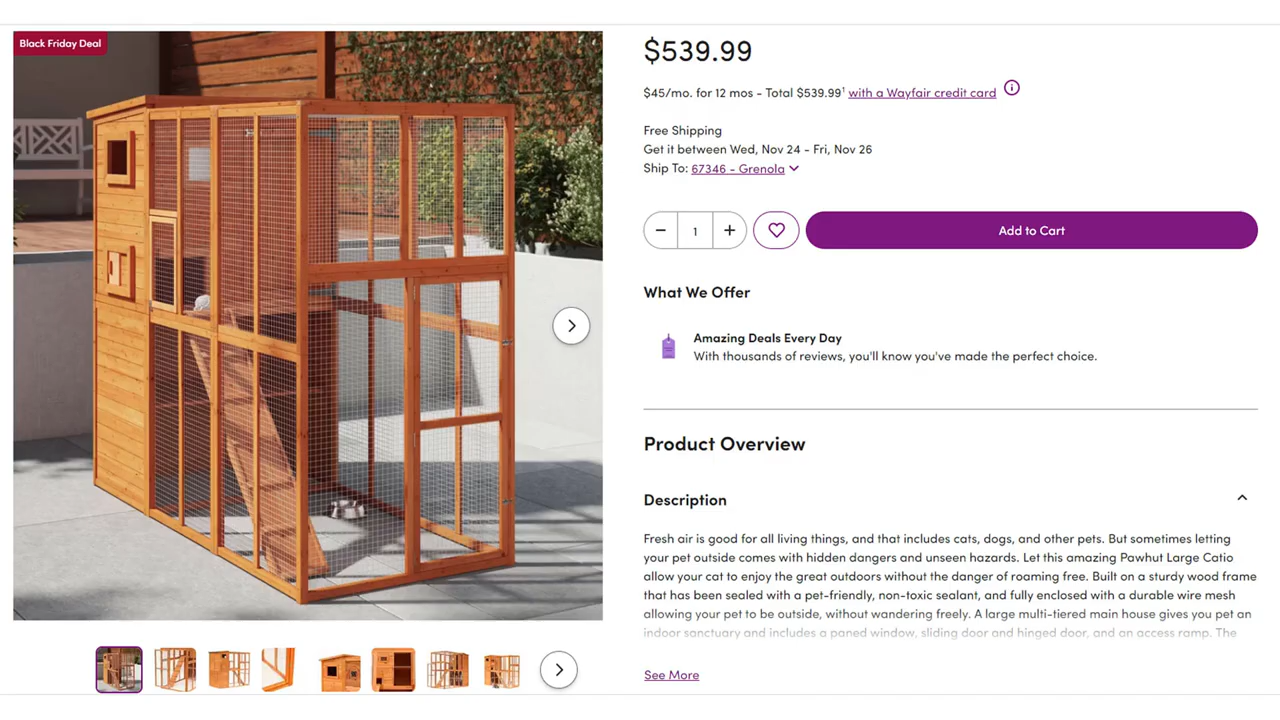 Black Friday Deal
$539.99
$45/mo. for 12 mos - Total $539.99¹ with a Wayfair credit card
Free Shipping
Get it between Wed, Nov 24 - Fri, Nov 26
Ship To: 67346 - Grenola
1
Add to Cart
What We Offer
Amazing Deals Every Day
With thousands of reviews, you'll know you've made the perfect choice.
Product Overview
Description
Fresh air is good for all living things, and that includes cats, dogs, and other pets. But sometimes letting
your pet outside comes with hidden dangers and unseen hazards. Let this amazing Pawhut Large Catio
allow your cat to enjoy the great outdoors without the danger of roaming free. Built on a sturdy wood frame
that has been sealed with a pet-friendly, non-toxic sealant, and fully enclosed with a durable wire mesh
allowing your pet to be outside, without wandering freely. A large multi-tiered main house gives you pet an
indoor sanctuary and includes a paned window, sliding door and hinged door, and an access ramp. The
See More